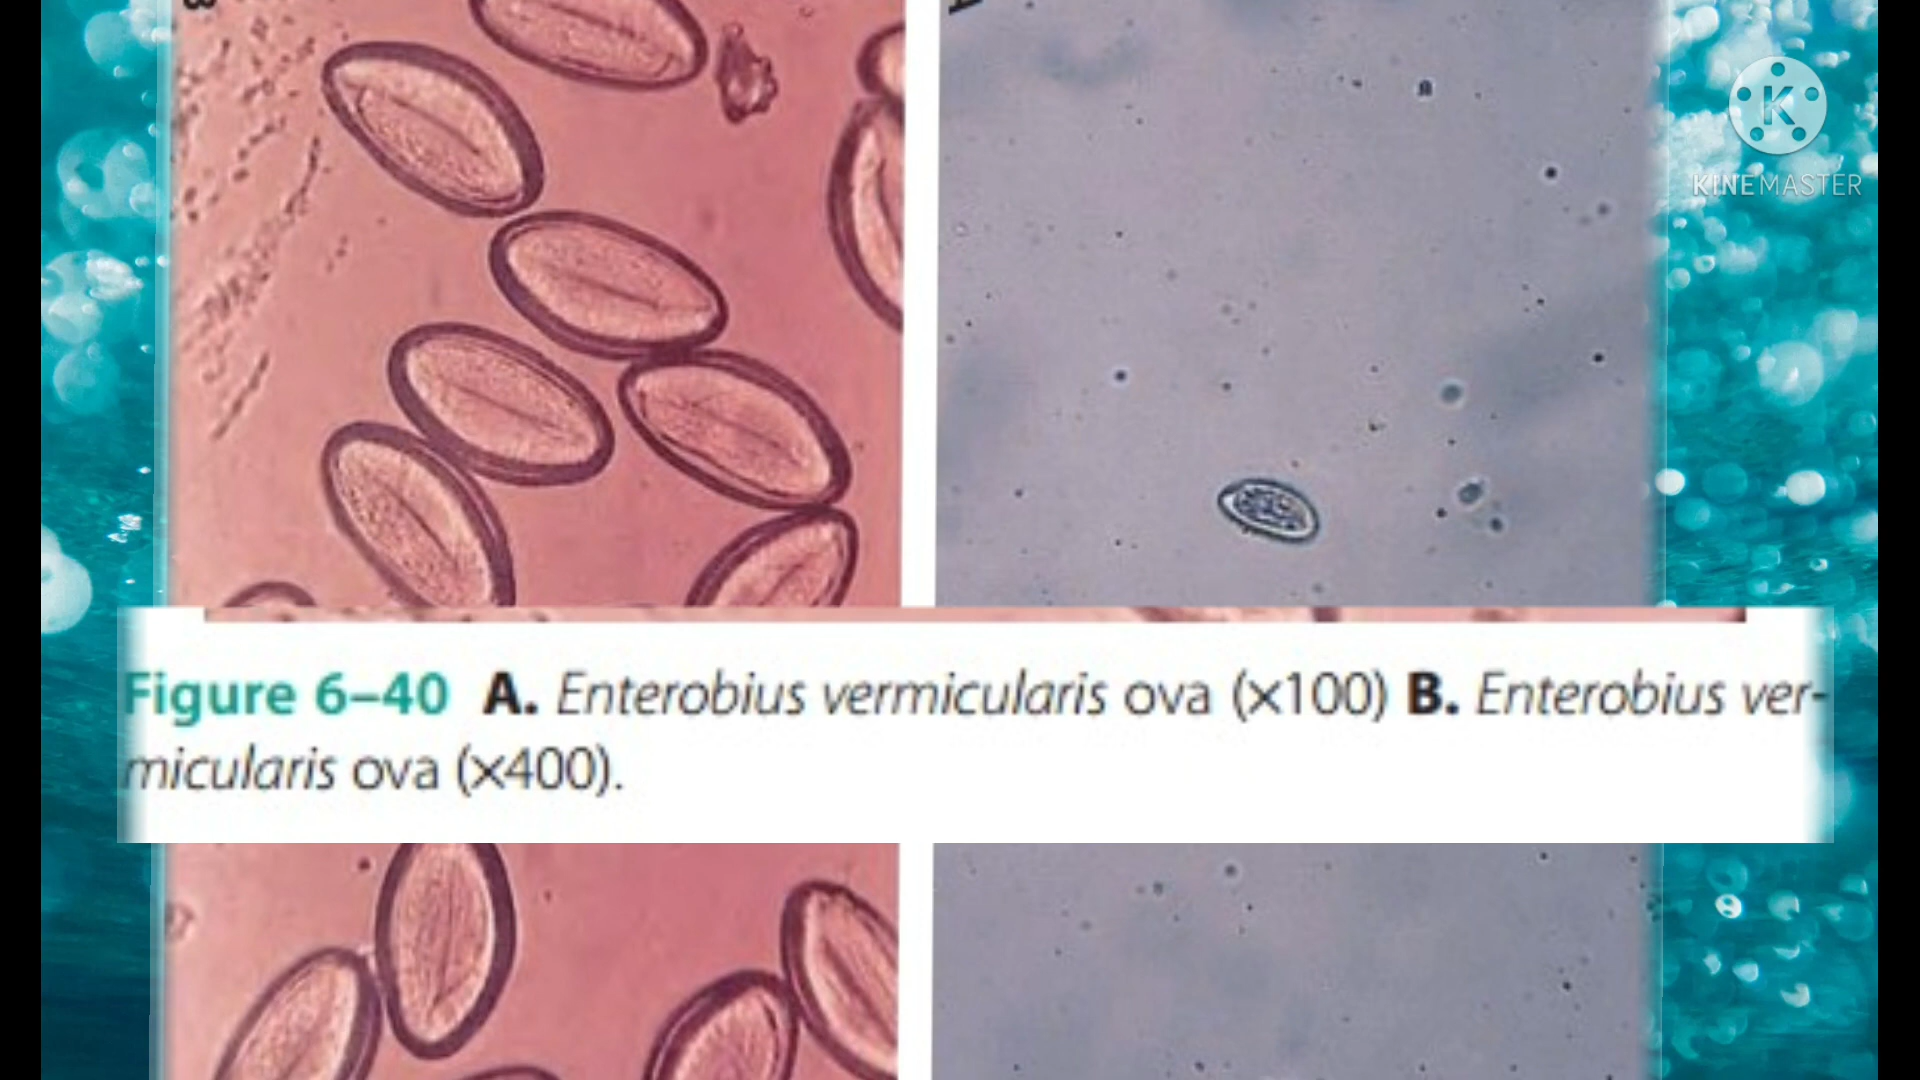 B
A
KINEMASTER
Figure 6–40 A. Enterobius vermicularis ova (×100) B. Enterobius ver-
micularis ova (×400).